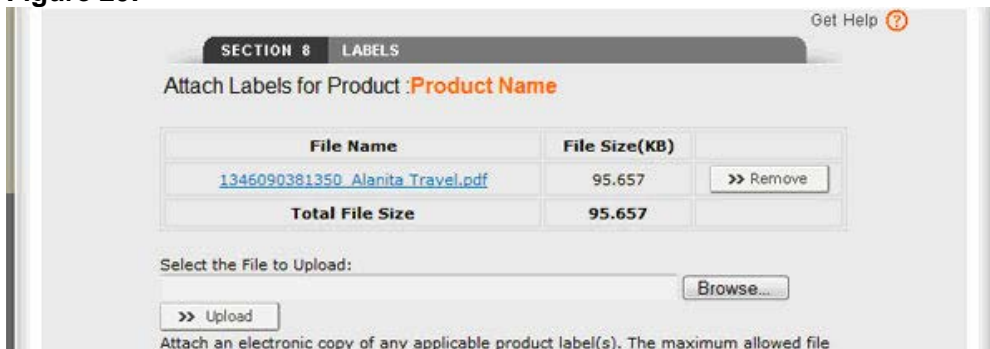 Get Help ?
SECTION 8 LABELS
Attach Labels for Product :Product Name
File Name File Size(KB)
1346090381350_Alanita Travel.pdf 95.657 >> Remove
Total File Size 95.657
Select the File to Upload:
Browse...
>> Upload
Attach an electronic copy of any applicable product label(s). The maximum allowed file